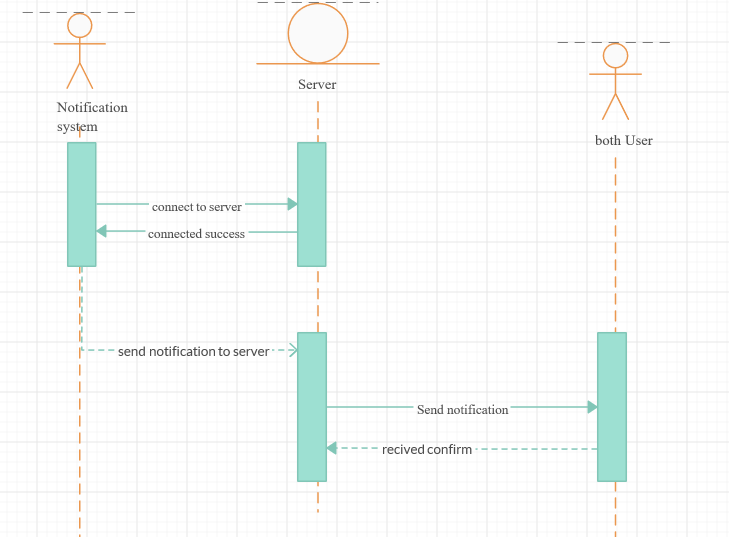 Server
Notification
system
both User
connect to server
connected success
send notification to server
Send notification
recived confirm